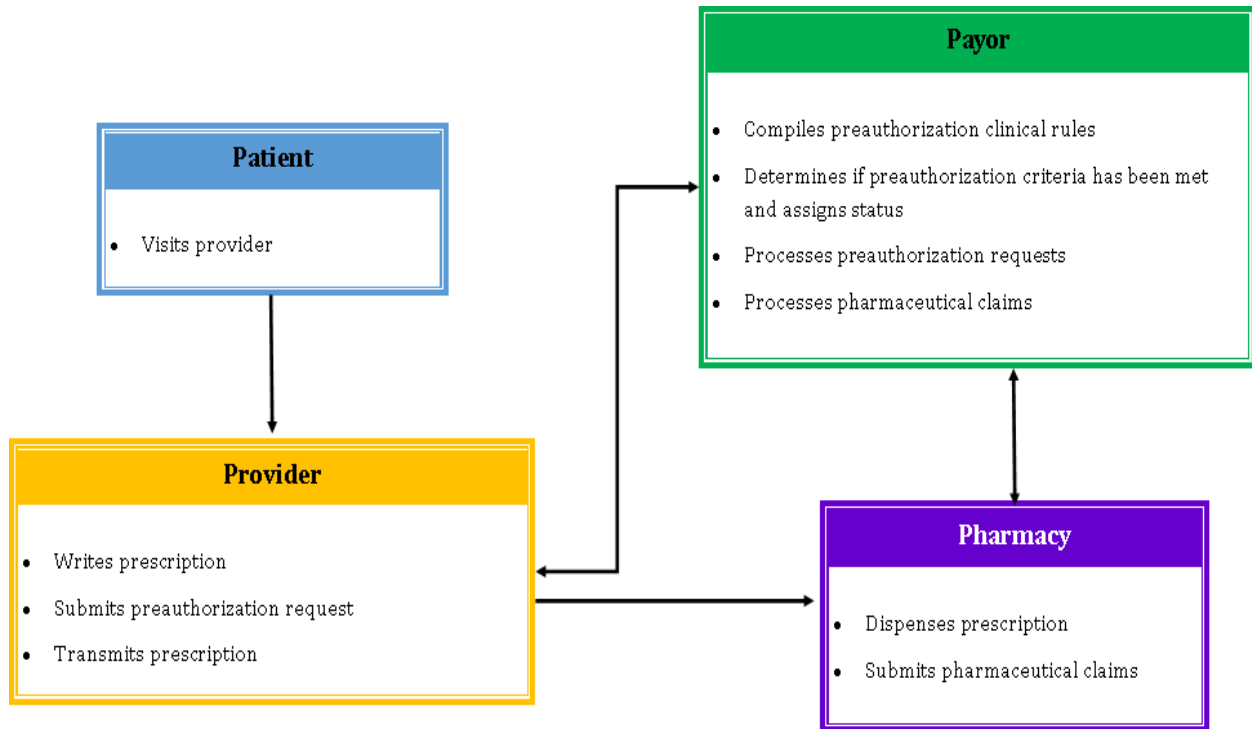 Patient
• Visits provider
Provider
• Writes prescription
• Submits preauthorization request
• Transmits prescription
Payor
• Compiles preauthorization clinical rules
• Determines if preauthorization criteria has been met
and assigns status
• Processes preauthorization requests
• Processes pharmaceutical claims
Pharmacy
• Dispenses prescription
• Submits pharmaceutical claims